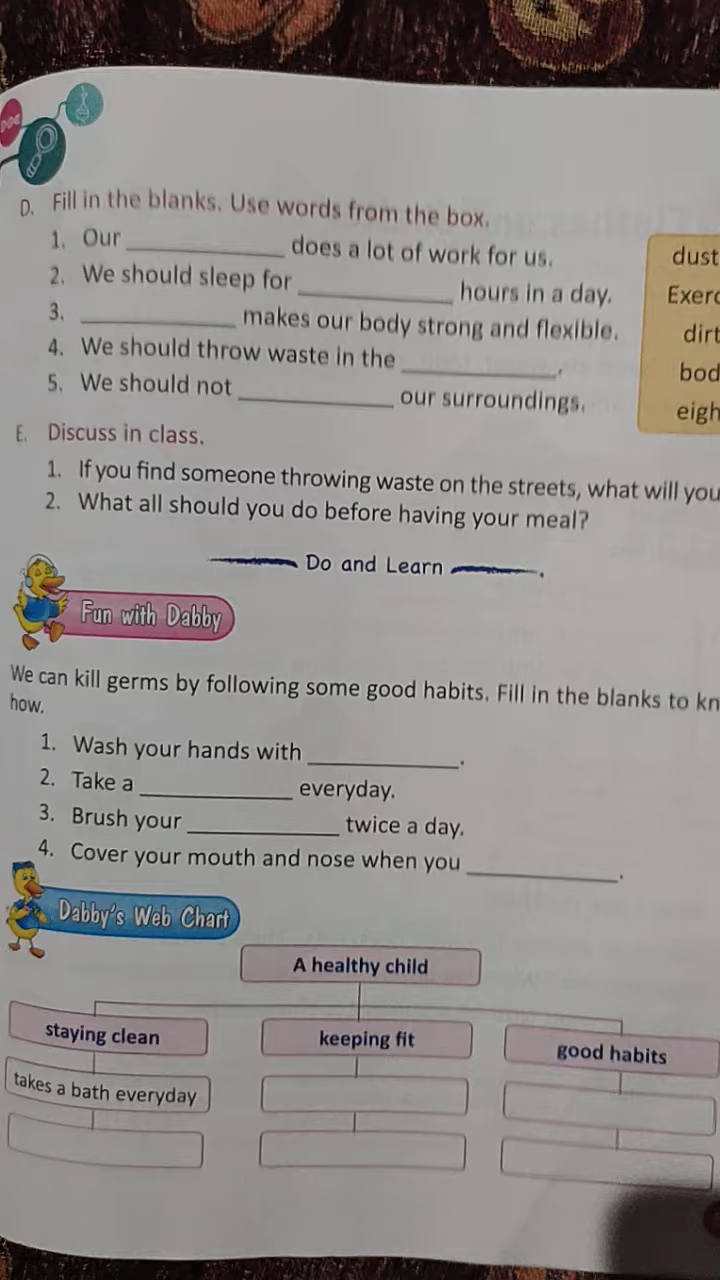 D. Fill in the blanks. Use words from the box.
1. Our ____________ does a lot of work for us.
2. We should sleep for ____________ hours in a day.
3. ____________ makes our body strong and flexible.
4. We should throw waste in the ____________.
5. We should not ____________ our surroundings.
dust
Exerc
dirt
bod
eigh
E. Discuss in class.
1. If you find someone throwing waste on the streets, what will you
2. What all should you do before having your meal?
Do and Learn
Fun with Dabby
We can kill germs by following some good habits. Fill in the blanks to kn
how.
1. Wash your hands with ____________.
2. Take a ____________ everyday.
3. Brush your ____________ twice a day.
4. Cover your mouth and nose when you ____________.
Dabby's Web Chart
A healthy child
staying clean
keeping fit
good habits
takes a bath everyday